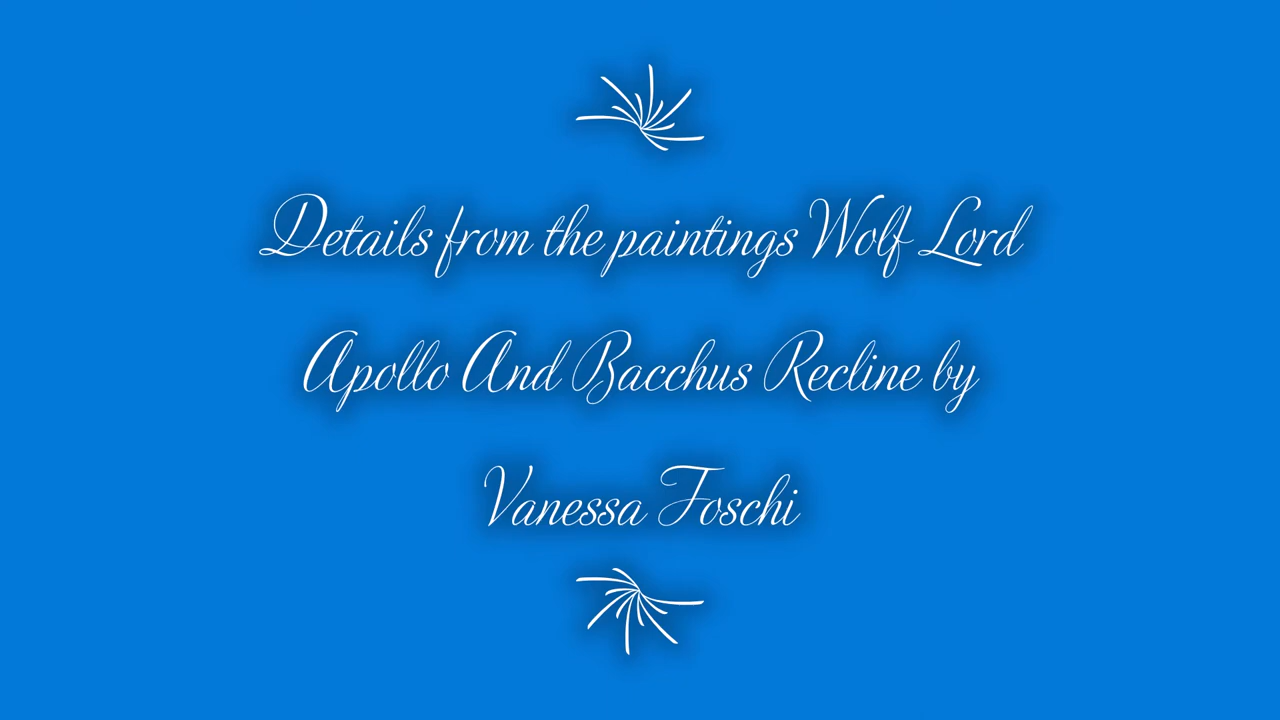 Details from the paintings Wolf Lord
Apollo And Bacchus Recline by
Vanessa Foschi